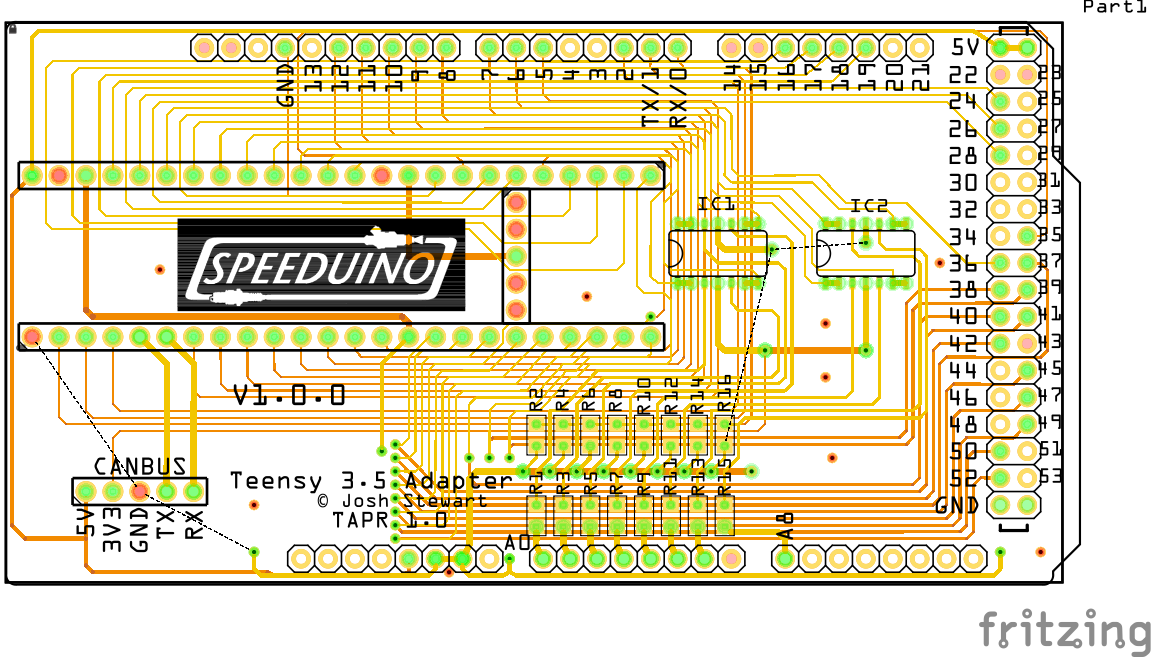 Part1
GND 13 12 11 10 9 8 7 6 5 4 3 2 TX/1 RX/0 14 15 16 17 18 19 20 21
5V
22 23
24 25
26 27
28 29
30 31
32 33
34 35
36 37
38 39
40 41
42 43
44 45
46 47
48 49
50 51
52 53
GND
IC1 IC2
SPEEDUINO
V1.0.0
R2 R4 R6 R8 R10 R12 R14 R16
R1 R3 R5 R7 R9 R11 R13 R15
CANBUS
5V 3V3 GND TX RX
Teensy 3.5 Adapter
© Josh Stewart
TAPR 1.0
A0 A8
fritzing